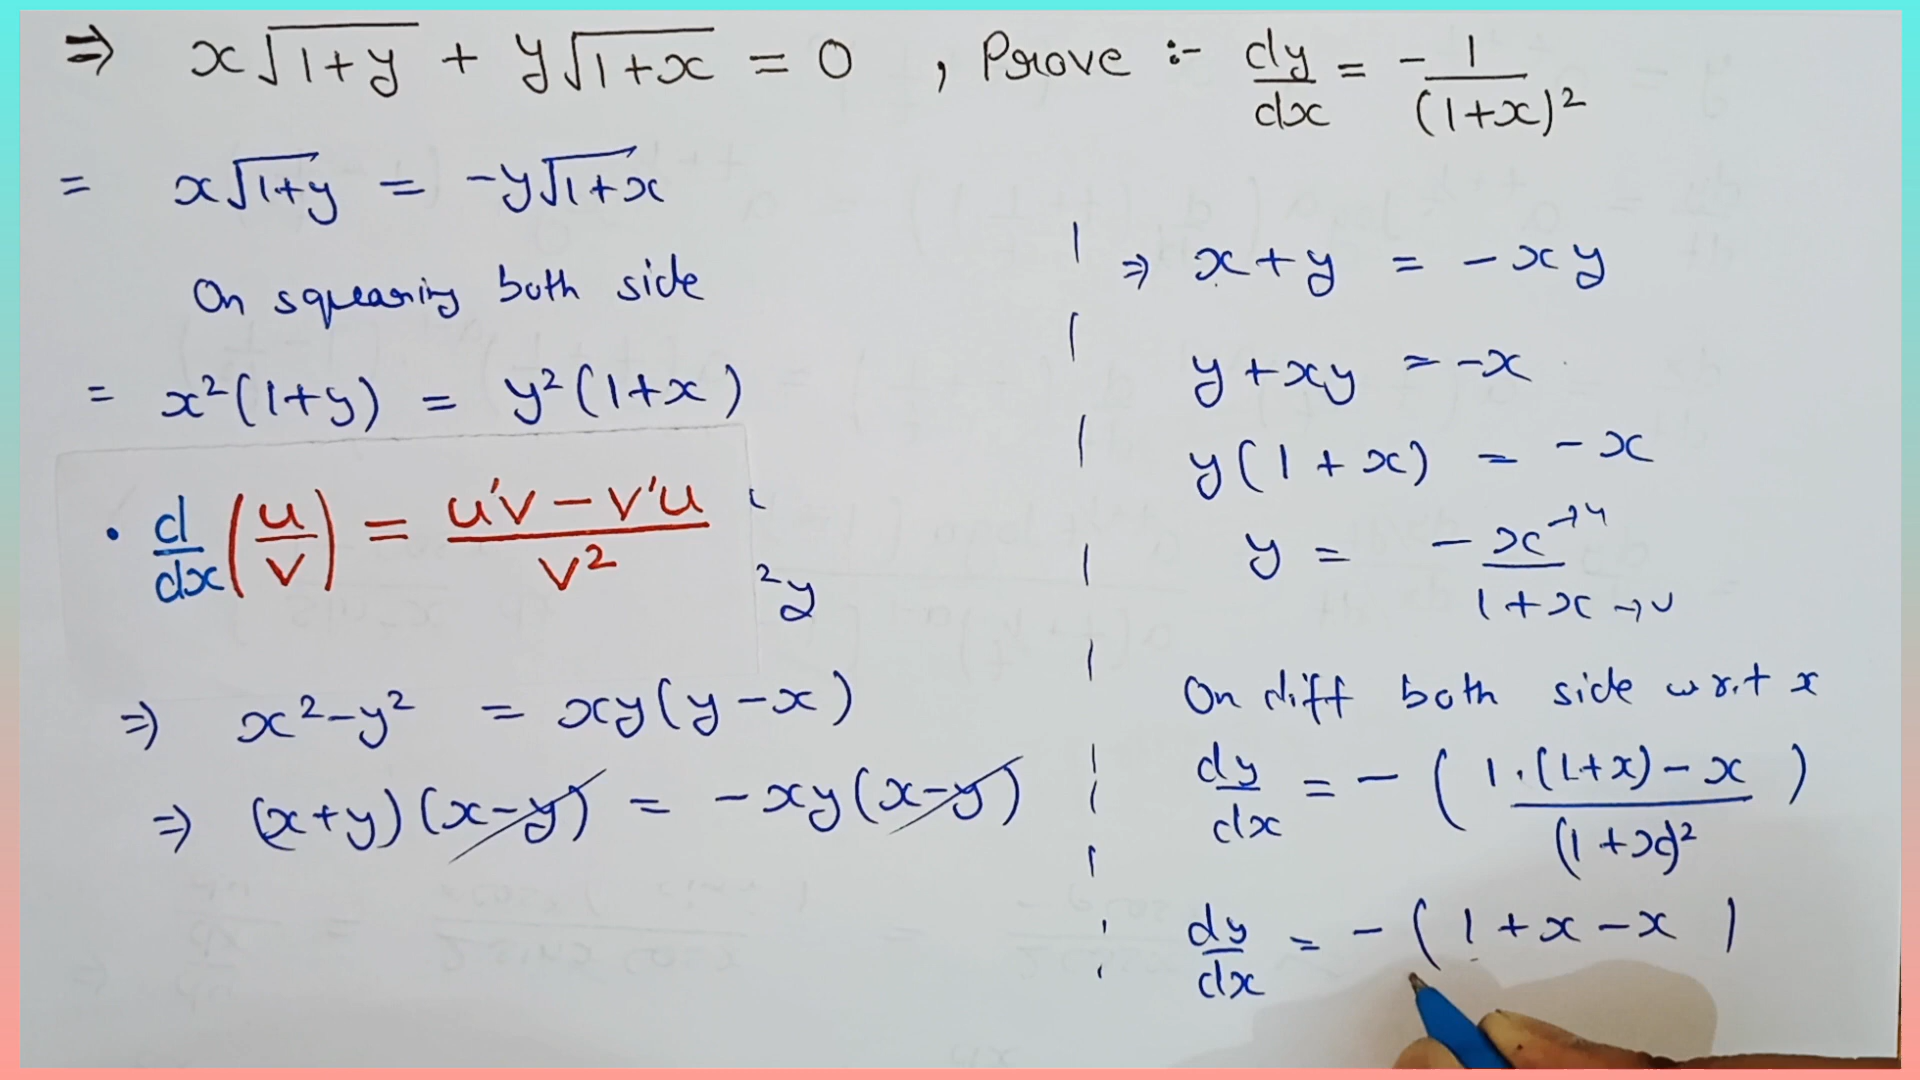 ⇒ x√1+y + y√1+x = 0 , Prove :- dy/dx = -1/(1+x)²
= x√1+y = -y√1+x
On squearing both side
= x²(1+y) = y²(1+x)
• d/dx (u/v) = u'v - v'u / v²
²y
⇒ x²-y² = xy(y-x)
⇒ (x+y)(x-y) = -xy(x-y)
⇒ x+y = -xy
y+xy = -x
y(1+x) = -x
y = -x→u / 1+x→v
On diff both side w.r.t x
dy/dx = -( 1.(1+x)-x / (1+x)² )
dy/dx = -( 1+x-x )